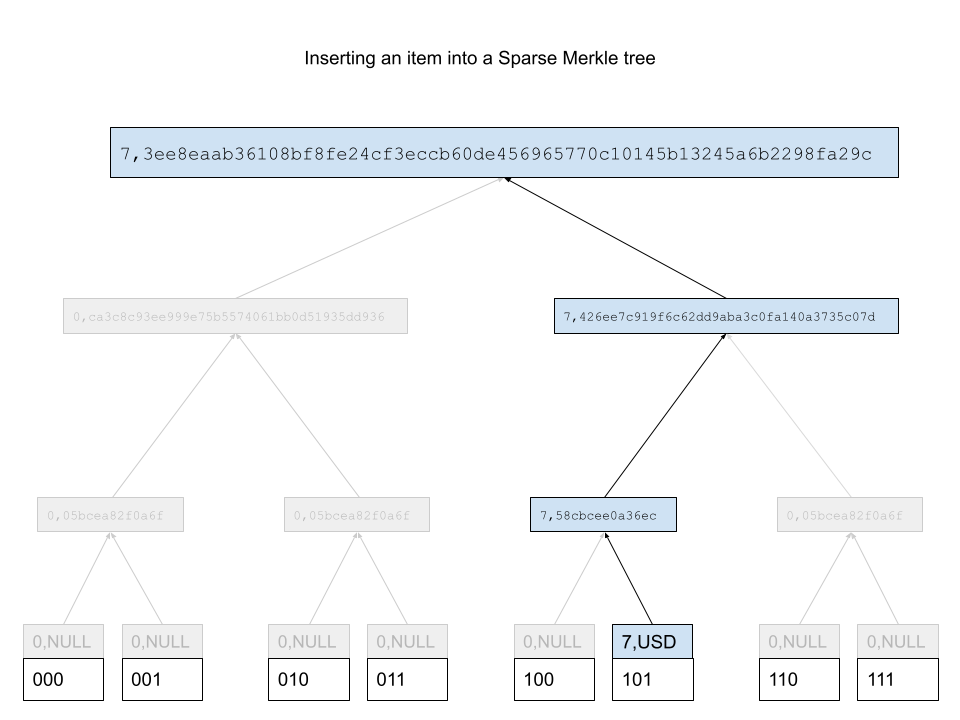 Inserting an item into a Sparse Merkle tree
7,3ee8eaab36108bf8fe24cf3eccb60de456965770c10145b13245a6b2298fa29c
0,ca3c8c93ee999e75b5574061bb0d51935dd936
7,426ee7c919f6c62dd9aba3c0fa140a3735c07d
0,05bcea82f0a6f
0,05bcea82f0a6f
7,58cbcee0a36ec
0,05bcea82f0a6f
0,NULL
0,NULL
0,NULL
0,NULL
0,NULL
7,USD
0,NULL
0,NULL
000
001
010
011
100
101
110
111